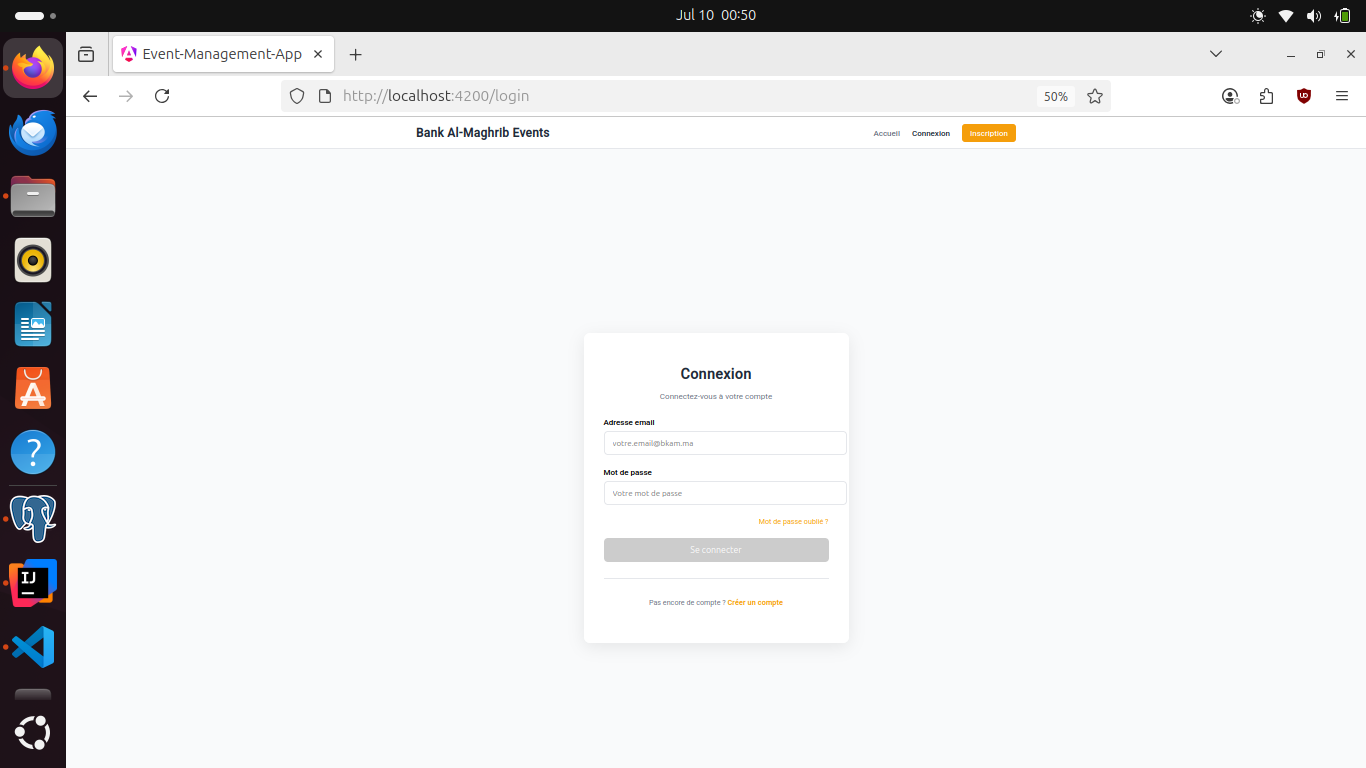 Jul 10 00:50
Event-Management-App
http://localhost:4200/login
50%
Bank Al-Maghrib Events
Accueil
Connexion
Inscription
Connexion
Connectez-vous à votre compte
Adresse email
votre.email@bkam.ma
Mot de passe
Votre mot de passe
Mot de passe oublié ?
Se connecter
Pas encore de compte ? Créer un compte